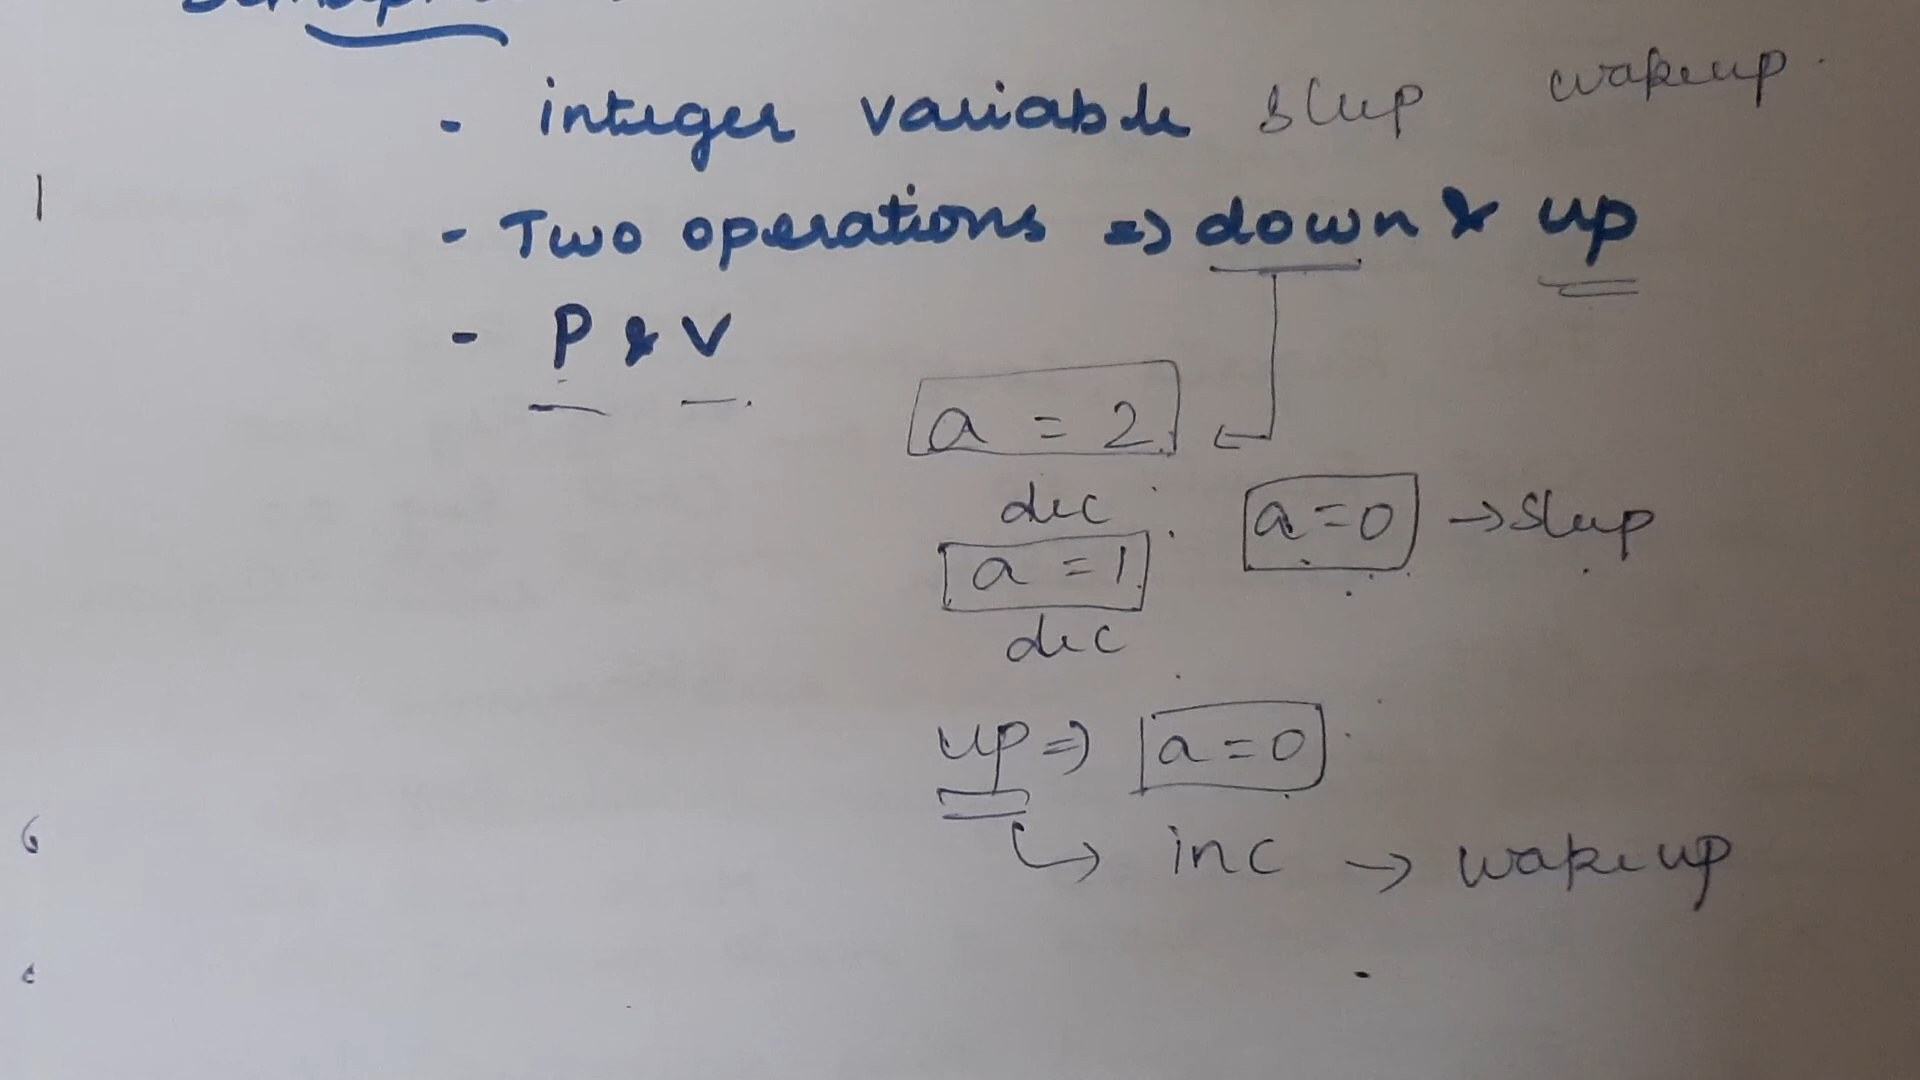 - integer variable sleep wakeup.
- Two operations => down & up
- P & V
a = 2
dec a = 0 → sleep
a = 1
dec
up => a = 0
↳ inc → wakeup